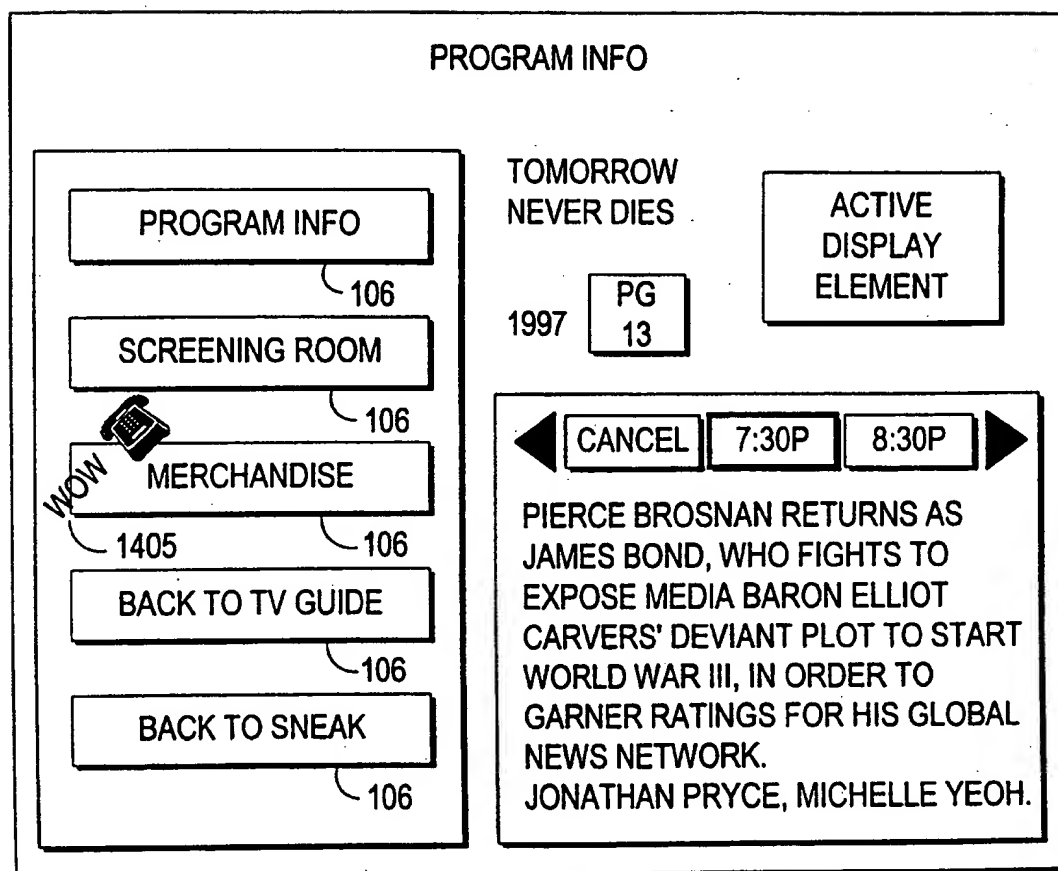 PROGRAM INFO
PROGRAM INFO
106
SCREENING ROOM
106
MERCHANDISE
WOW
1405
106
BACK TO TV GUIDE
106
BACK TO SNEAK
106
TOMORROW
NEVER DIES
1997
PG
13
ACTIVE
DISPLAY
ELEMENT
CANCEL 7:30P 8:30P
PIERCE BROSNAN RETURNS AS
JAMES BOND, WHO FIGHTS TO
EXPOSE MEDIA BARON ELLIOT
CARVERS' DEVIANT PLOT TO START
WORLD WAR III, IN ORDER TO
GARNER RATINGS FOR HIS GLOBAL
NEWS NETWORK.
JONATHAN PRYCE, MICHELLE YEOH.